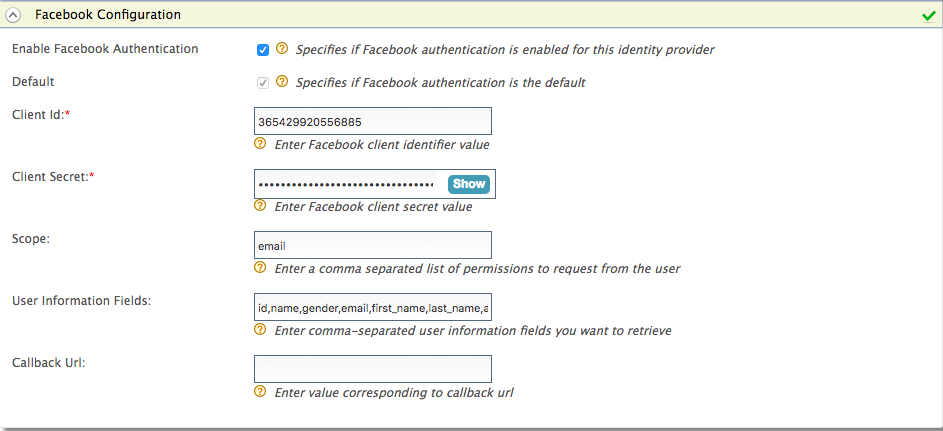 Facebook Configuration
Enable Facebook Authentication ? Specifies if Facebook authentication is enabled for this identity provider
Default ? Specifies if Facebook authentication is the default
Client Id:* 365429920556885
? Enter Facebook client identifier value
Client Secret:* •••••••••••••••••••••••••••••••• Show
? Enter Facebook client secret value
Scope: email
? Enter a comma separated list of permissions to request from the user
User Information Fields: id,name,gender,email,first_name,last_name,a
? Enter comma-separated user information fields you want to retrieve
Callback Url:
? Enter value corresponding to callback url